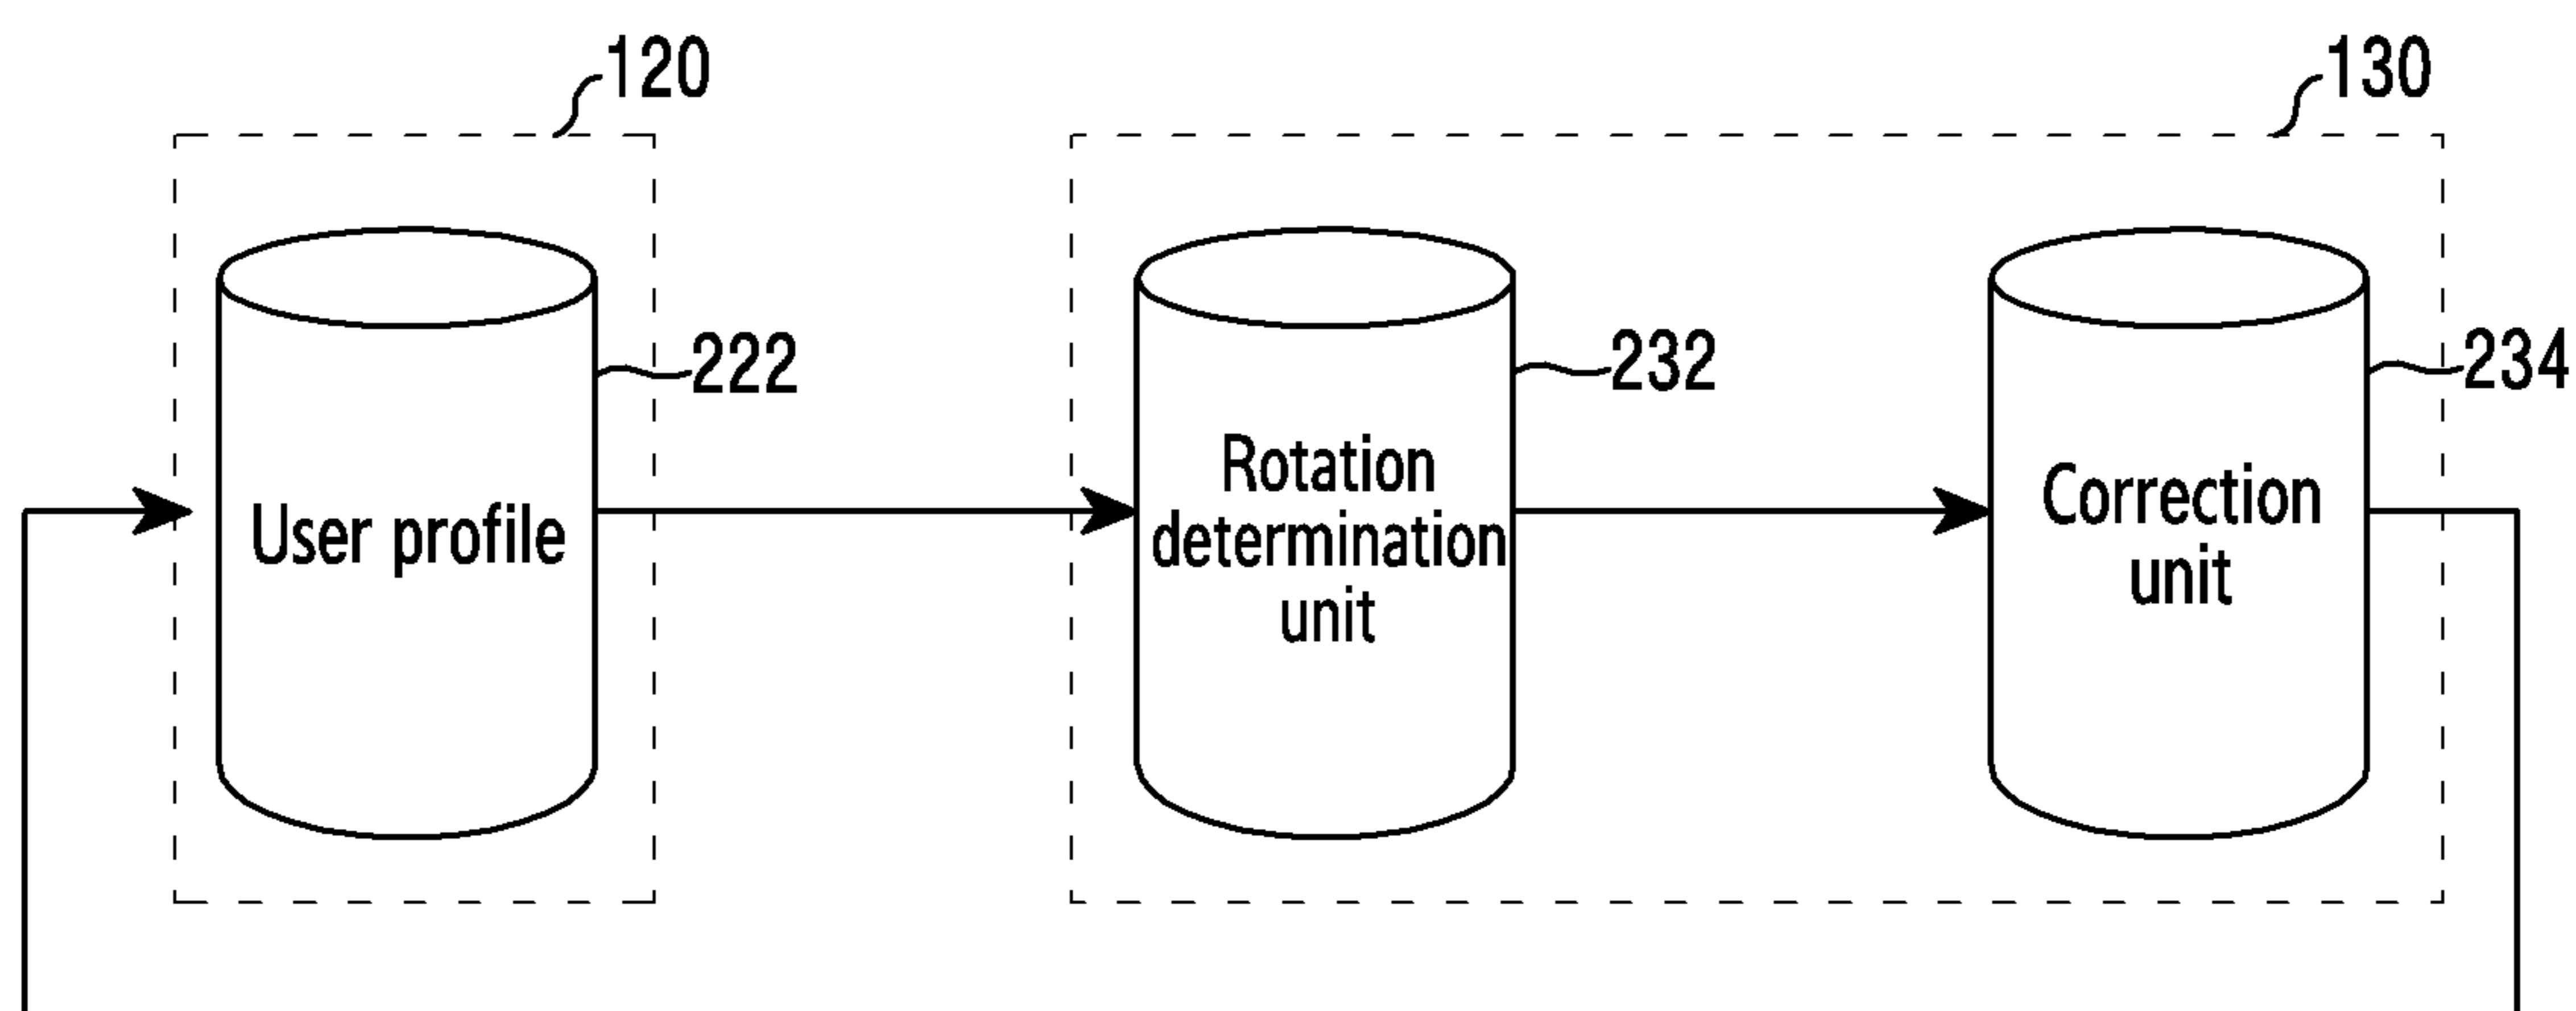 120
130
222
232
234
User profile
Rotation
determination
unit
Correction
unit